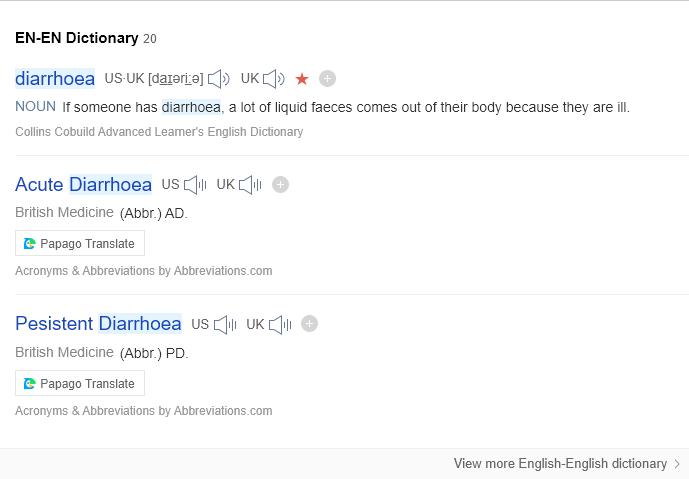 EN-EN Dictionary 20
diarrhoea US·UK [daɪəriːə] UK
NOUN If someone has diarrhoea, a lot of liquid faeces comes out of their body because they are ill.
Collins Cobuild Advanced Learner's English Dictionary
Acute Diarrhoea US UK
British Medicine (Abbr.) AD.
Papago Translate
Acronyms & Abbreviations by Abbreviations.com
Pesistent Diarrhoea US UK
British Medicine (Abbr.) PD.
Papago Translate
Acronyms & Abbreviations by Abbreviations.com
View more English-English dictionary